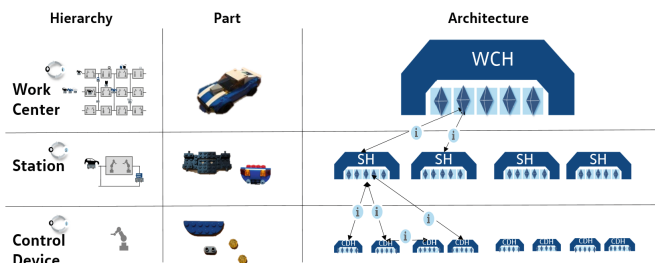 Hierarchy Part Architecture
WCH
Work
Center
i i
Station
SH SH SH SH
i i i
i
Control
Device
CDH CDH CDH CDH CDH CDH CDH CDH